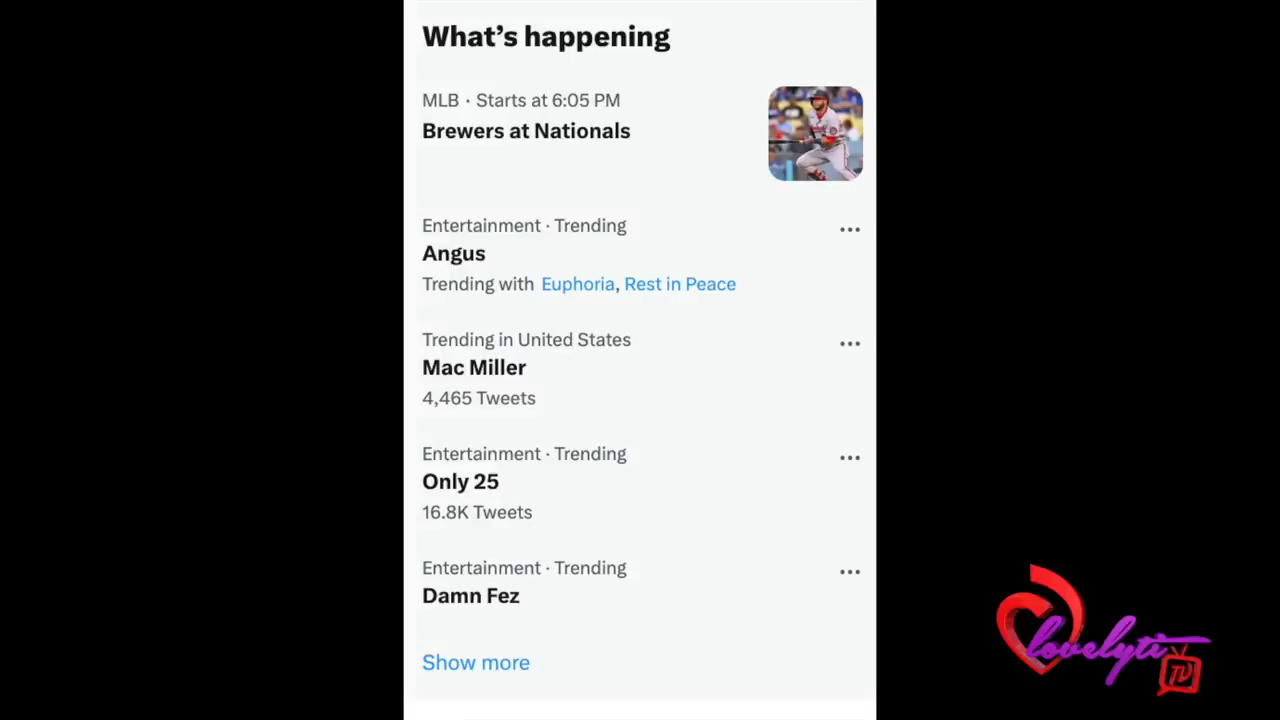 What's happening
MLB · Starts at 6:05 PM
Brewers at Nationals
Entertainment · Trending
Angus
Trending with Euphoria, Rest in Peace
Trending in United States
Mac Miller
4,465 Tweets
Entertainment · Trending
Only 25
16.8K Tweets
Entertainment · Trending
Damn Fez
Show more
lovelyti
TV